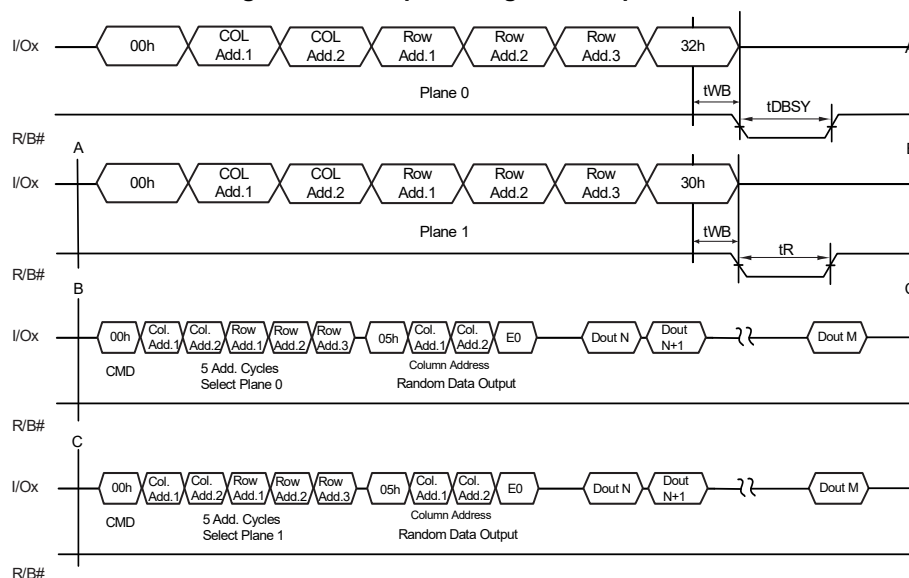 I/Ox 00h COL Add.1 COL Add.2 Row Add.1 Row Add.2 Row Add.3 32h A
Plane 0 tWB tDBSY
R/B#
A
I/Ox 00h COL Add.1 COL Add.2 Row Add.1 Row Add.2 Row Add.3 30h
Plane 1 tWB tR
R/B#
B
I/Ox 00h Col. Add.1 Col. Add.2 Row Add.1 Row Add.2 Row Add.3 05h Col. Add.1 Col. Add.2 E0 Dout N Dout N+1 Dout M
CMD 5 Add. Cycles Select Plane 0 Column Address Random Data Output
R/B#
C
I/Ox 00h Col. Add.1 Col. Add.2 Row Add.1 Row Add.2 Row Add.3 05h Col. Add.1 Col. Add.2 E0 Dout N Dout N+1 Dout M
CMD 5 Add. Cycles Select Plane 1 Column Address Random Data Output
R/B#